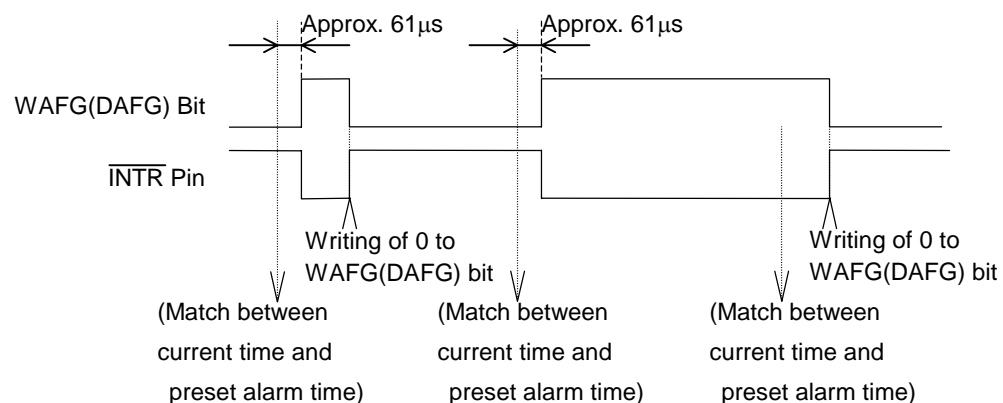 Approx. 61μs
Approx. 61μs
WAFG(DAFG) Bit
INTR Pin
Writing of 0 to
WAFG(DAFG) bit
Writing of 0 to
WAFG(DAFG) bit
(Match between
current time and
preset alarm time)
(Match between
current time and
preset alarm time)
(Match between
current time and
preset alarm time)